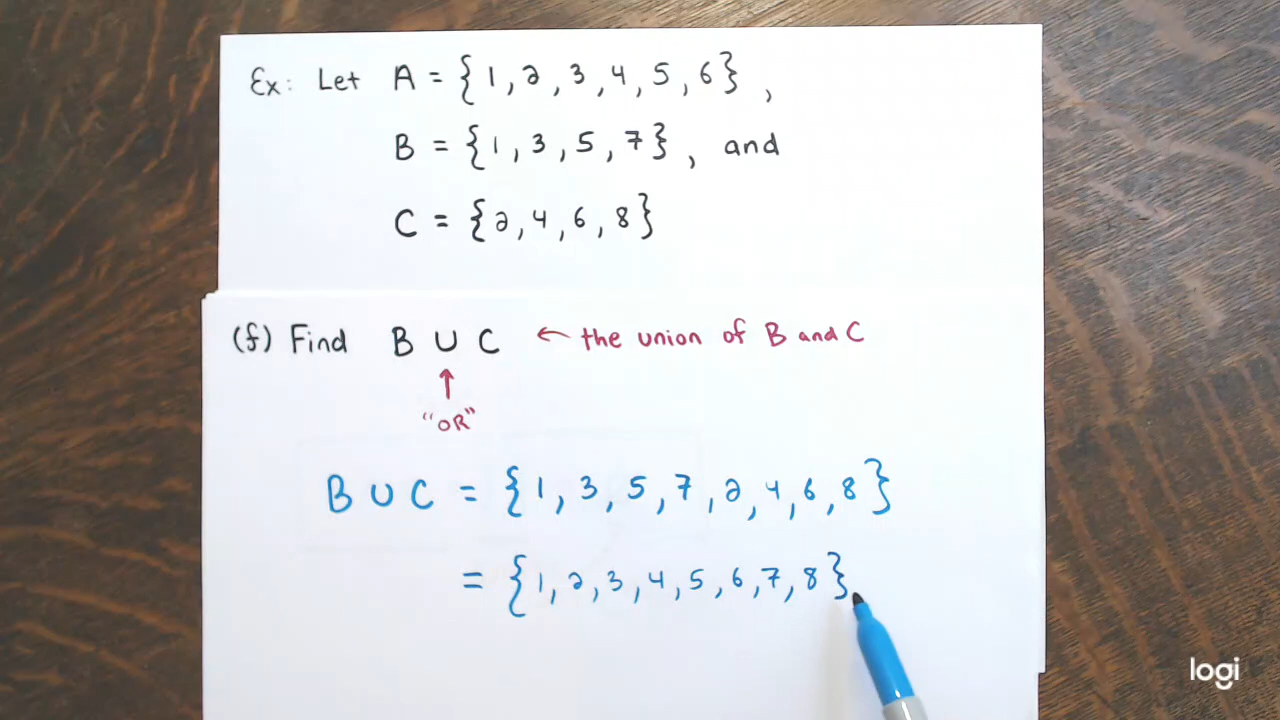 Ex: Let A = {1, 2, 3, 4, 5, 6},
B = {1, 3, 5, 7}, and
C = {2, 4, 6, 8}
(f) Find B ∪ C ← the union of B and C
↑
"OR"
B ∪ C = {1, 3, 5, 7, 2, 4, 6, 8}
= {1, 2, 3, 4, 5, 6, 7, 8}
logi